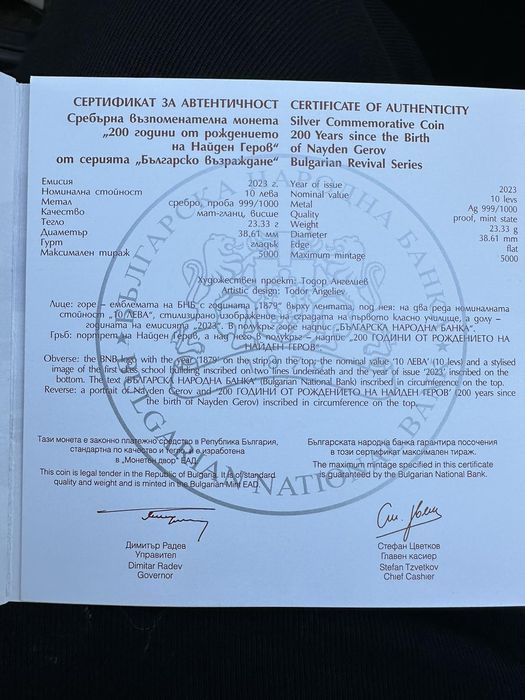 СЕРТИФИКАТ ЗА АВТЕНТИЧНОСТ
Сребърна възпоменателна монета
„200 години от рождението
на Найден Геров“
от серията „Българско възраждане“
CERTIFICATE OF AUTHENTICITY
Silver Commemorative Coin
200 Years since the Birth
of Nayden Gerov
Bulgarian Revival Series
Емисия 2023 г.
Номинална стойност 10 лева
Метал сребро, проба 999/1000
Качество мат-гланц, висше
Тегло 23.33 г
Диаметър 38.61 мм
Гурт гладък
Максимален тираж 5000
Year of issue 2023
Nominal value 10 levs
Metal Ag 999/1000
Quality proof, mint state
Weight 23.33 g
Diameter 38.61 mm
Edge flat
Maximum mintage 5000
Художествен проект: Тодор Ангелиев
Artistic design: Todor Angeliev
Лице: горе – емблемата на БНБ с годината "1879" върху лентата, под нея: на два реда номиналната
стойност "10 ЛЕВА", стилизирано изображение на сградата на първото класно училище, а долу –
годината на емисията „2023“. В полукръг горе надпис „БЪЛГАРСКА НАРОДНА БАНКА“.
Гръб: портрет на Найден Геров, а над него в полукръг – надпис „200 ГОДИНИ ОТ РОЖДЕНИЕТО НА
НАЙДЕН ГЕРОВ“
Obverse: the BNB logo with the year '1879' on the strip on the top; the nominal value '10 ЛЕВА' (10 levs) and a stylised
image of the first class school building inscribed on two lines underneath and the year of issue '2023' inscribed on the
bottom. The text 'БЪЛГАРСКА НАРОДНА БАНКА' (Bulgarian National Bank) inscribed in circumference on the top.
Reverse: a portrait of Nayden Gerov and '200 ГОДИНИ ОТ РОЖДЕНИЕТО НА НАЙДЕН ГЕРОВ' (200 years since
the birth of Nayden Gerov) inscribed in circumference on the top.
Тази монета е законно платежно средство в Република България,
стандартна по качество и тегло и е изработена
в „Монетен двор“ ЕАД.
This coin is legal tender in the Republic of Bulgaria. It is of standard
quality and weight and is minted in the Bulgarian Mint EAD.
Българската народна банка гарантира посочения
в този сертификат максимален тираж.
The maximum mintage specified in this certificate
is guaranteed by the Bulgarian National Bank.
Димитър Радев
Управител
Dimitar Radev
Governor
Стефан Цветков
Главен касиер
Stefan Tzvetkov
Chief Cashier
БЪЛГАРСКА НАРОДНА БАНКА
BULGARIAN NATIONAL BANK